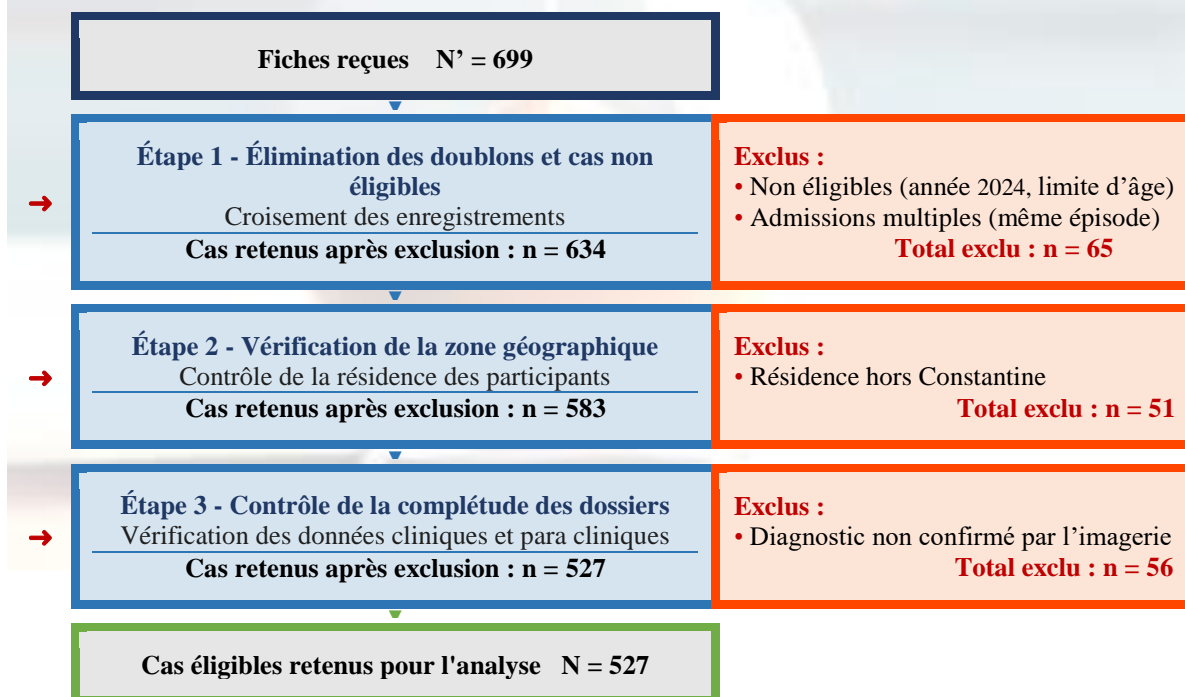 Fiches reçues N’ = 699
Étape 1 - Élimination des doublons et cas non
éligibles
Croisement des enregistrements
Cas retenus après exclusion : n = 634
Exclus :
• Non éligibles (année 2024, limite d’âge)
• Admissions multiples (même épisode)
Total exclu : n = 65
Étape 2 - Vérification de la zone géographique
Contrôle de la résidence des participants
Cas retenus après exclusion : n = 583
Exclus :
• Résidence hors Constantine
Total exclu : n = 51
Étape 3 - Contrôle de la complétude des dossiers
Vérification des données cliniques et para cliniques
Cas retenus après exclusion : n = 527
Exclus :
• Diagnostic non confirmé par l’imagerie
Total exclu : n = 56
Cas éligibles retenus pour l'analyse N = 527